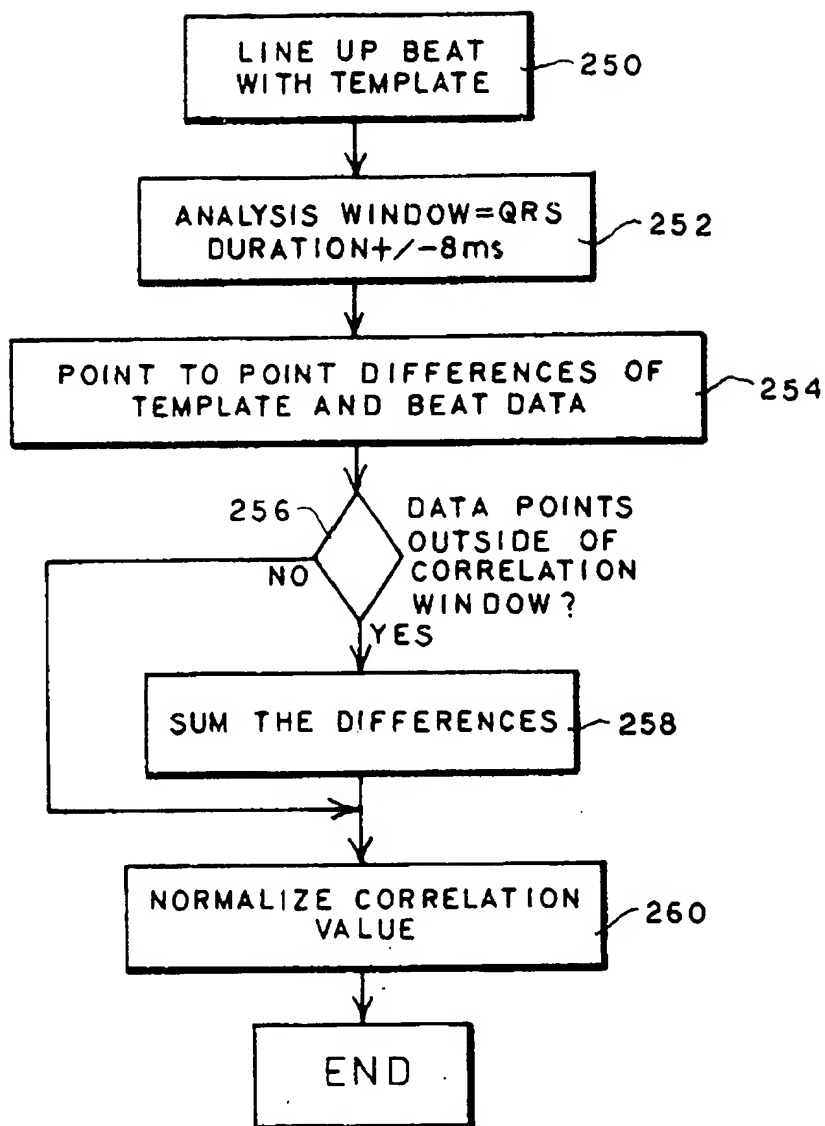 LINE UP BEAT
WITH TEMPLATE
250
ANALYSIS WINDOW=QRS
DURATION+/-8ms
252
POINT TO POINT DIFFERENCES OF
TEMPLATE AND BEAT DATA
254
256
DATA POINTS
OUTSIDE OF
CORRELATION
WINDOW?
NO
YES
SUM THE DIFFERENCES
258
NORMALIZE CORRELATION
VALUE
260
END